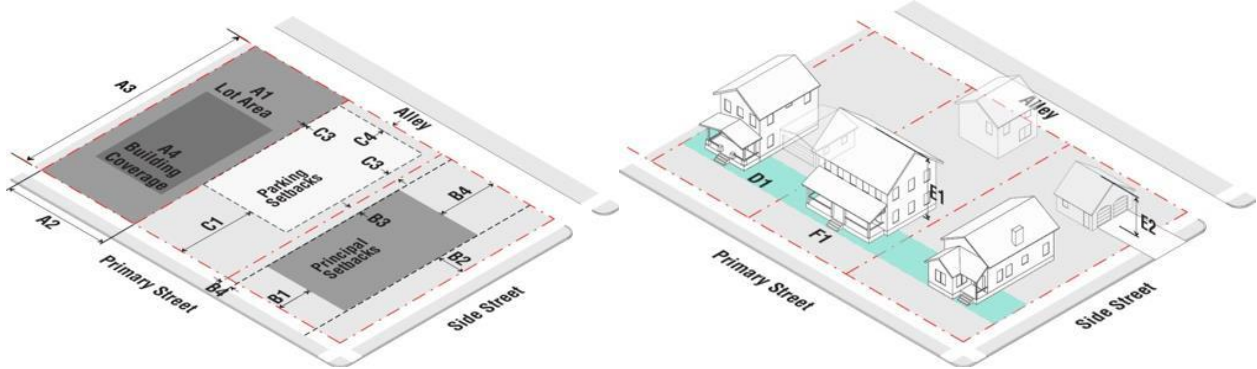 A3
A1
Lot Area
A4
Building
Coverage
Alley
C3
C4
C3
Parking
Setbacks
C1
A2
B4
B3
Principal
Setbacks
B2
B4
B1
Primary Street
Side Street
Alley
D1
E1
F1
E2
Primary Street
Side Street